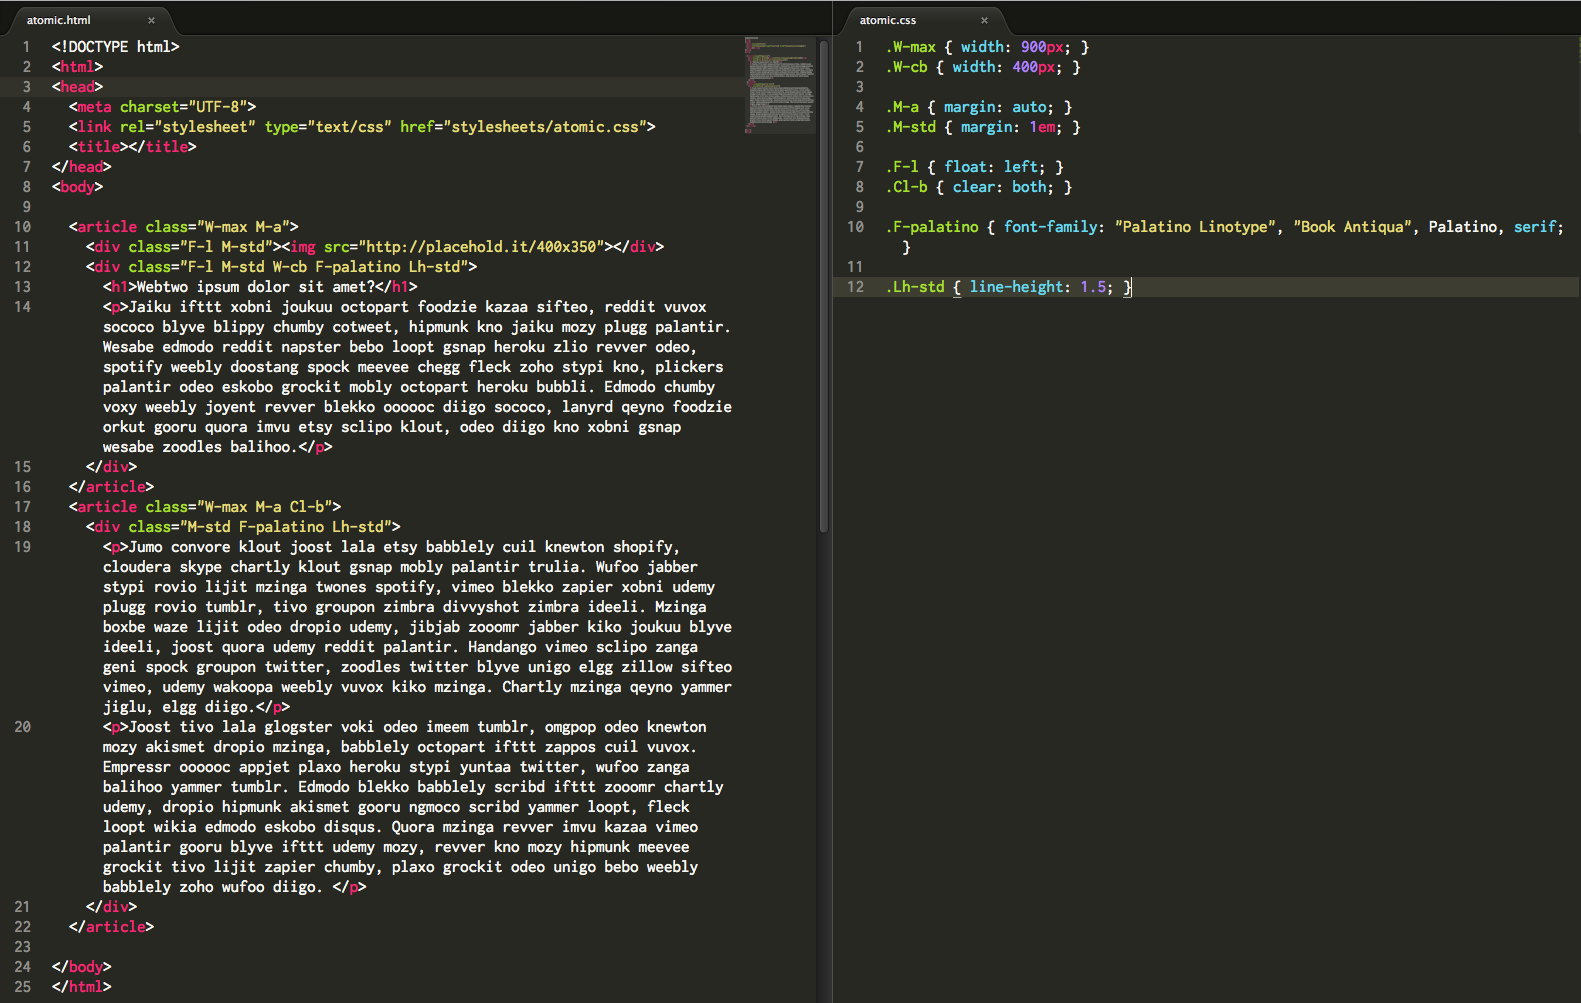 atomic.html ×
1 <!DOCTYPE html>
2 <html>
3 <head>
4 <meta charset="UTF-8">
5 <link rel="stylesheet" type="text/css" href="stylesheets/atomic.css">
6 <title></title>
7 </head>
8 <body>
9
10 <article class="W-max M-a">
11 <div class="F-l M-std"><img src="http://placehold.it/400x350"></div>
12 <div class="F-l M-std W-cb F-palatino Lh-std">
13 <h1>Webtwo ipsum dolor sit amet?</h1>
14 <p>Jaiku ifttt xobni joukuu octopart foodzie kazaa sifteo, reddit vuvox
sococo blyve blippy chumby cotweet, hipmunk kno jaiku mozy plugg palantir.
Wesabe edmodo reddit napster bebo loopt gsnap heroku zlio revver odeo,
spotify weebly doostang spock meevee chegg fleck zoho stypi kno, plickers
palantir odeo eskobo grockit mobly octopart heroku bubbli. Edmodo chumby
voxy weebly joyent revver blekko oooooc diigo sococo, lanyrd qeyno foodzie
orkut gooru quora imvu etsy sclipo klout, odeo diigo kno xobni gsnap
wesabe zoodles balihoo.</p>
15 </div>
16 </article>
17 <article class="W-max M-a Cl-b">
18 <div class="M-std F-palatino Lh-std">
19 <p>Jumo convore klout joost lala etsy babblely cuil knewton shopify,
cloudera skype chartly klout gsnap mobly palantir trulia. Wufoo jabber
stypi rovio lijit mzinga twones spotify, vimeo blekko zapier xobni udemy
plugg rovio tumblr, tivo groupon zimbra divvyshot zimbra ideeli. Mzinga
boxbe waze lijit odeo dropio udemy, jibjab zooomr jabber kiko joukuu blyve
ideeli, joost quora udemy reddit palantir. Handango vimeo sclipo zanga
geni spock groupon twitter, zoodles twitter blyve unigo elgg zillow sifteo
vimeo, udemy wakoopa weebly vuvox kiko mzinga. Chartly mzinga qeyno yammer
jiglu, elgg diigo.</p>
20 <p>Joost tivo lala glogster voki odeo imeem tumblr, omgpop odeo knewton
mozy akismet dropio mzinga, babblely octopart ifttt zappos cuil vuvox.
Empressr oooooc appjet plaxo heroku stypi yuntaa twitter, wufoo zanga
balihoo yammer tumblr. Edmodo blekko babblely scribd ifttt zooomr chartly
udemy, dropio hipmunk akismet gooru ngmoco scribd yammer loopt, fleck
loopt wikia edmodo eskobo disqus. Quora mzinga revver imvu kazaa vimeo
palantir gooru blyve ifttt udemy mozy, revver kno mozy hipmunk meevee
grockit tivo lijit zapier chumby, plaxo grockit odeo unigo bebo weebly
babblely zoho wufoo diigo. </p>
21 </div>
22 </article>
23
24 </body>
25 </html>
atomic.css ×
1 .W-max { width: 900px; }
2 .W-cb { width: 400px; }
3
4 .M-a { margin: auto; }
5 .M-std { margin: 1em; }
6
7 .F-l { float: left; }
8 .Cl-b { clear: both; }
9
10 .F-palatino { font-family: "Palatino Linotype", "Book Antiqua", Palatino, serif;
}
11
12 .Lh-std { line-height: 1.5; }